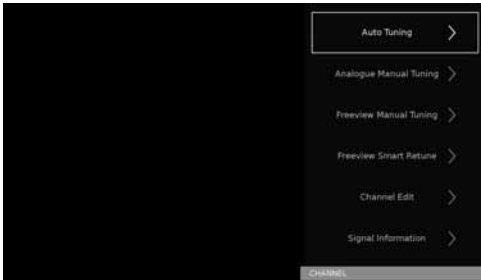 Auto Tuning
Analogue Manual Tuning
Freeview Manual Tuning
Freeview Smart Retune
Channel Edit
Signal Information
CHANNEL